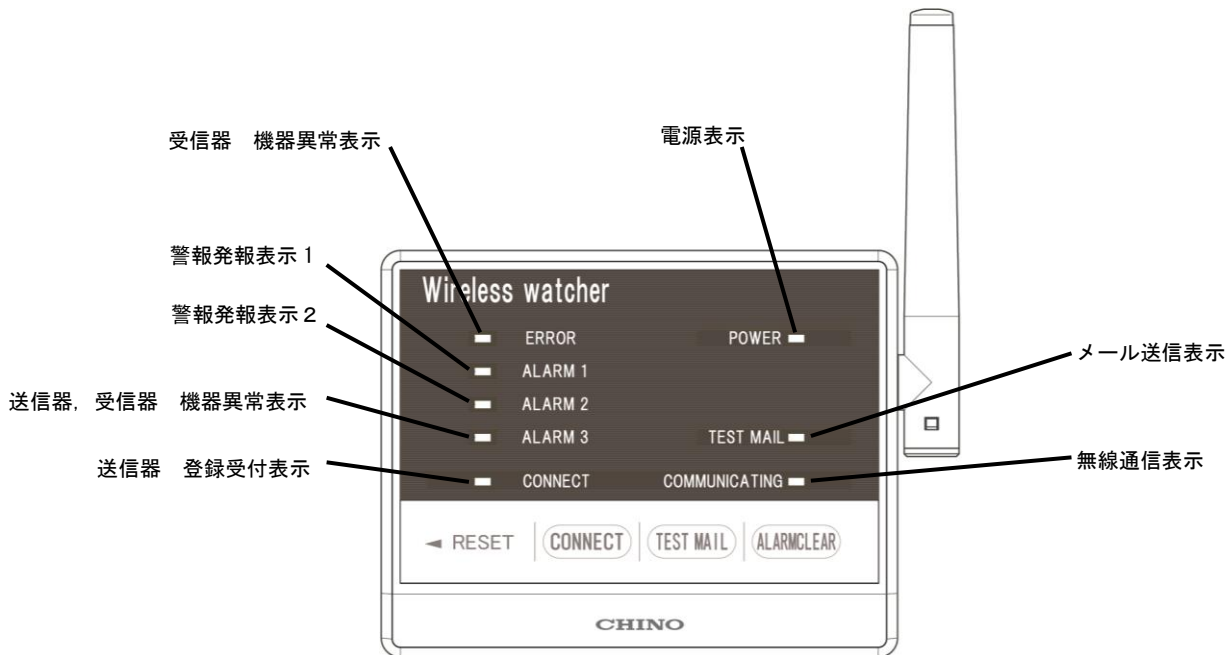 受信器　機器異常表示
電源表示
警報発報表示１
警報発報表示２
送信器，受信器　機器異常表示
送信器　登録受付表示
メール送信表示
無線通信表示
Wireless watcher
ERROR
POWER
ALARM 1
ALARM 2
ALARM 3
TEST MAIL
CONNECT
COMMUNICATING
◄ RESET
CONNECT
TEST MAIL
ALARMCLEAR
CHINO